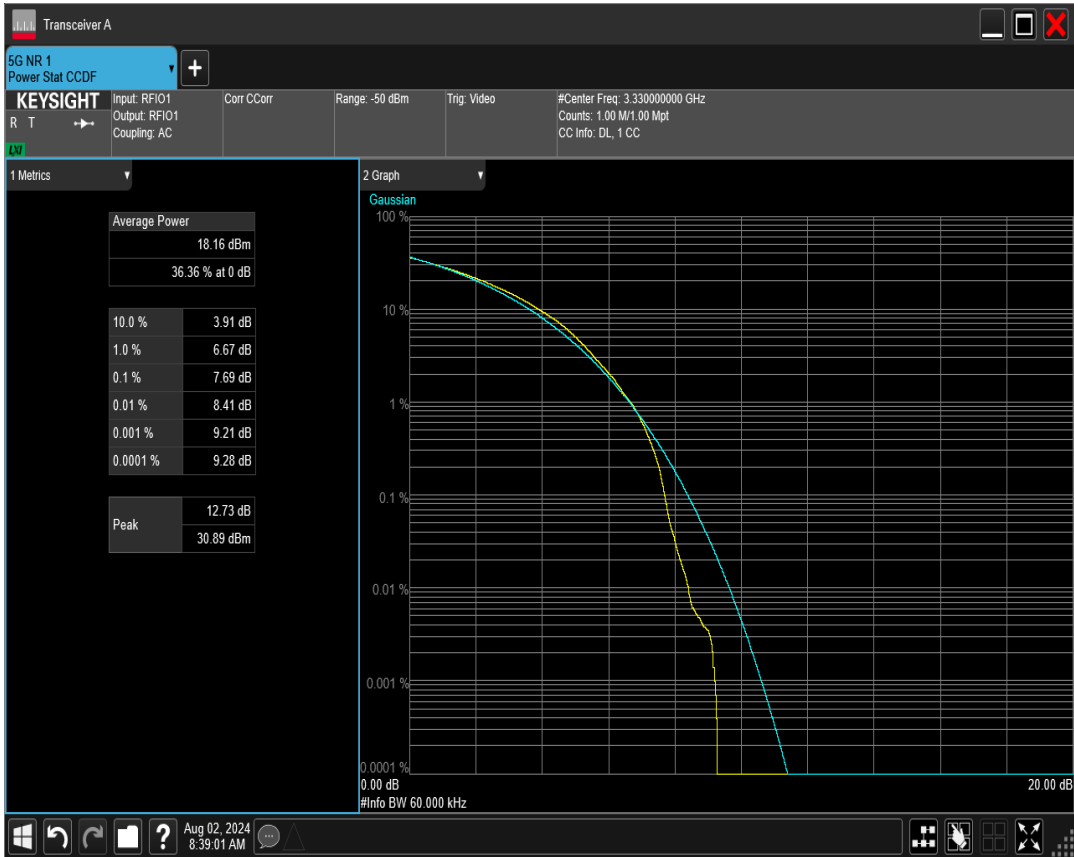 Transceiver A
5G NR 1
Power Stat CCDF
KEYSIGHT
R T
LXI
Input: RFIO1
Output: RFIO1
Coupling: AC
Corr CCorr
Range: -50 dBm
Trig: Video
#Center Freq: 3.330000000 GHz
Counts: 1.00 M/1.00 Mpt
CC Info: DL, 1 CC
1 Metrics
Average Power
18.16 dBm
36.36 % at 0 dB
10.0 % 3.91 dB
1.0 % 6.67 dB
0.1 % 7.69 dB
0.01 % 8.41 dB
0.001 % 9.21 dB
0.0001 % 9.28 dB
Peak
12.73 dB
30.89 dBm
2 Graph
Gaussian
100 %
10 %
1 %
0.1 %
0.01 %
0.001 %
0.0001 %
0.00 dB 20.00 dB
#Info BW 60.000 kHz
?
Aug 02, 2024
8:39:01 AM